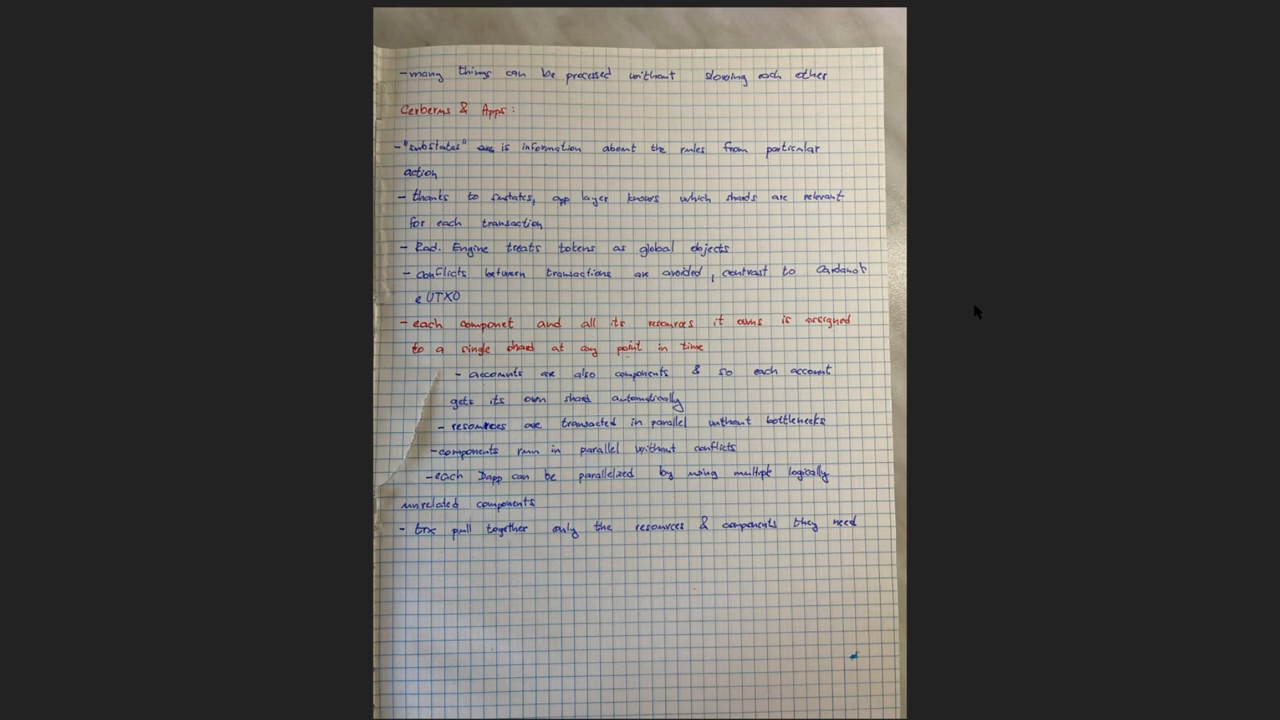 - many things can be processed without slowing each other
Cerberus & Apps:
- "substates" is information about the rules from particular
action
- thanks to sustates, app layer knows which shards are relevant
for each transaction
- Rad. Engine treats tokens as global objects
- Conflicts between transactions are avoided, contrast to Cardano's
eUTXO
- each componet and all its resources it owns is assigned
to a single shard at any point in time
- accounts are also components & so each account
gets its own shard automatically
- resources are transacted in parallel without bottlenecks
- components run in parallel without conflicts
- each Dapp can be parallelized by using multiple logically
unrelated components
- trx pull together only the resources & components they need